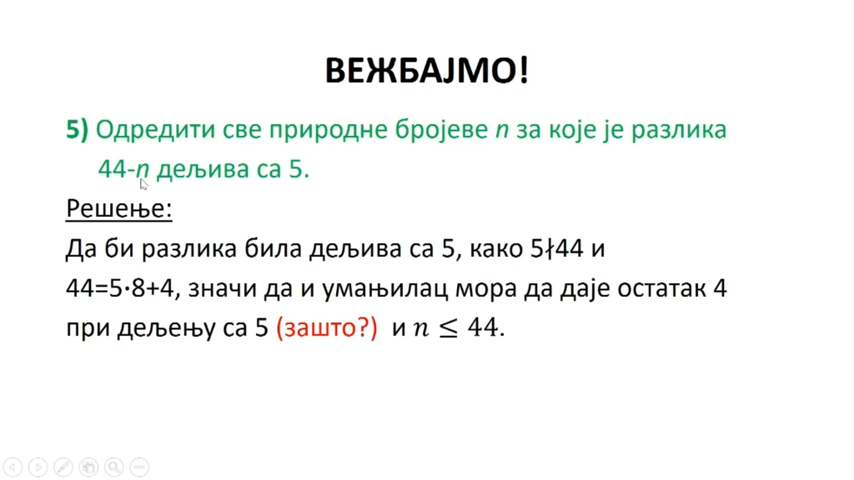 ВЕЖБАЈМО!
5) Одредити све природне бројеве n за које је разлика
44-n дељива са 5.
Решење:
Да би разлика била дељива са 5, како 5∤44 и
44=5·8+4, значи да и умањилац мора да даје остатак 4
при дељењу са 5 (зашто?) и n ≤ 44.